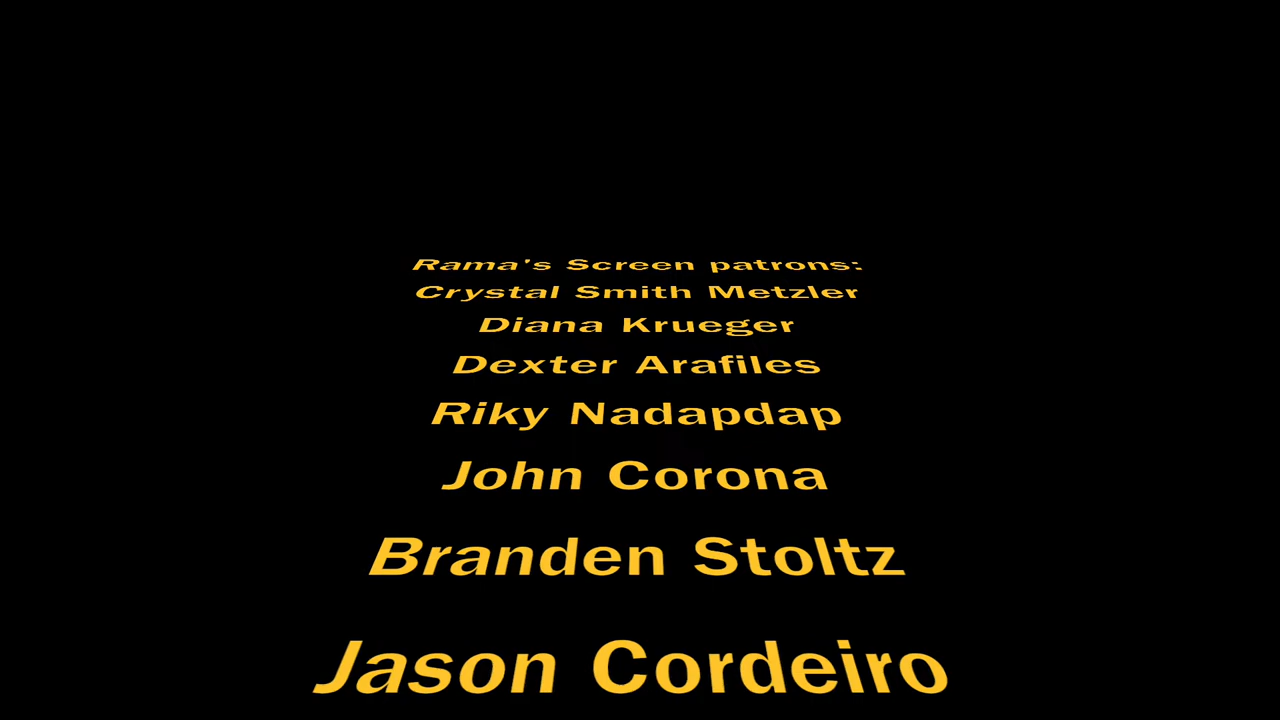 Rama's Screen patrons:
Crystal Smith Metzler
Diana Krueger
Dexter Arafiles
Riky Nadapdap
John Corona
Branden Stoltz
Jason Cordeiro